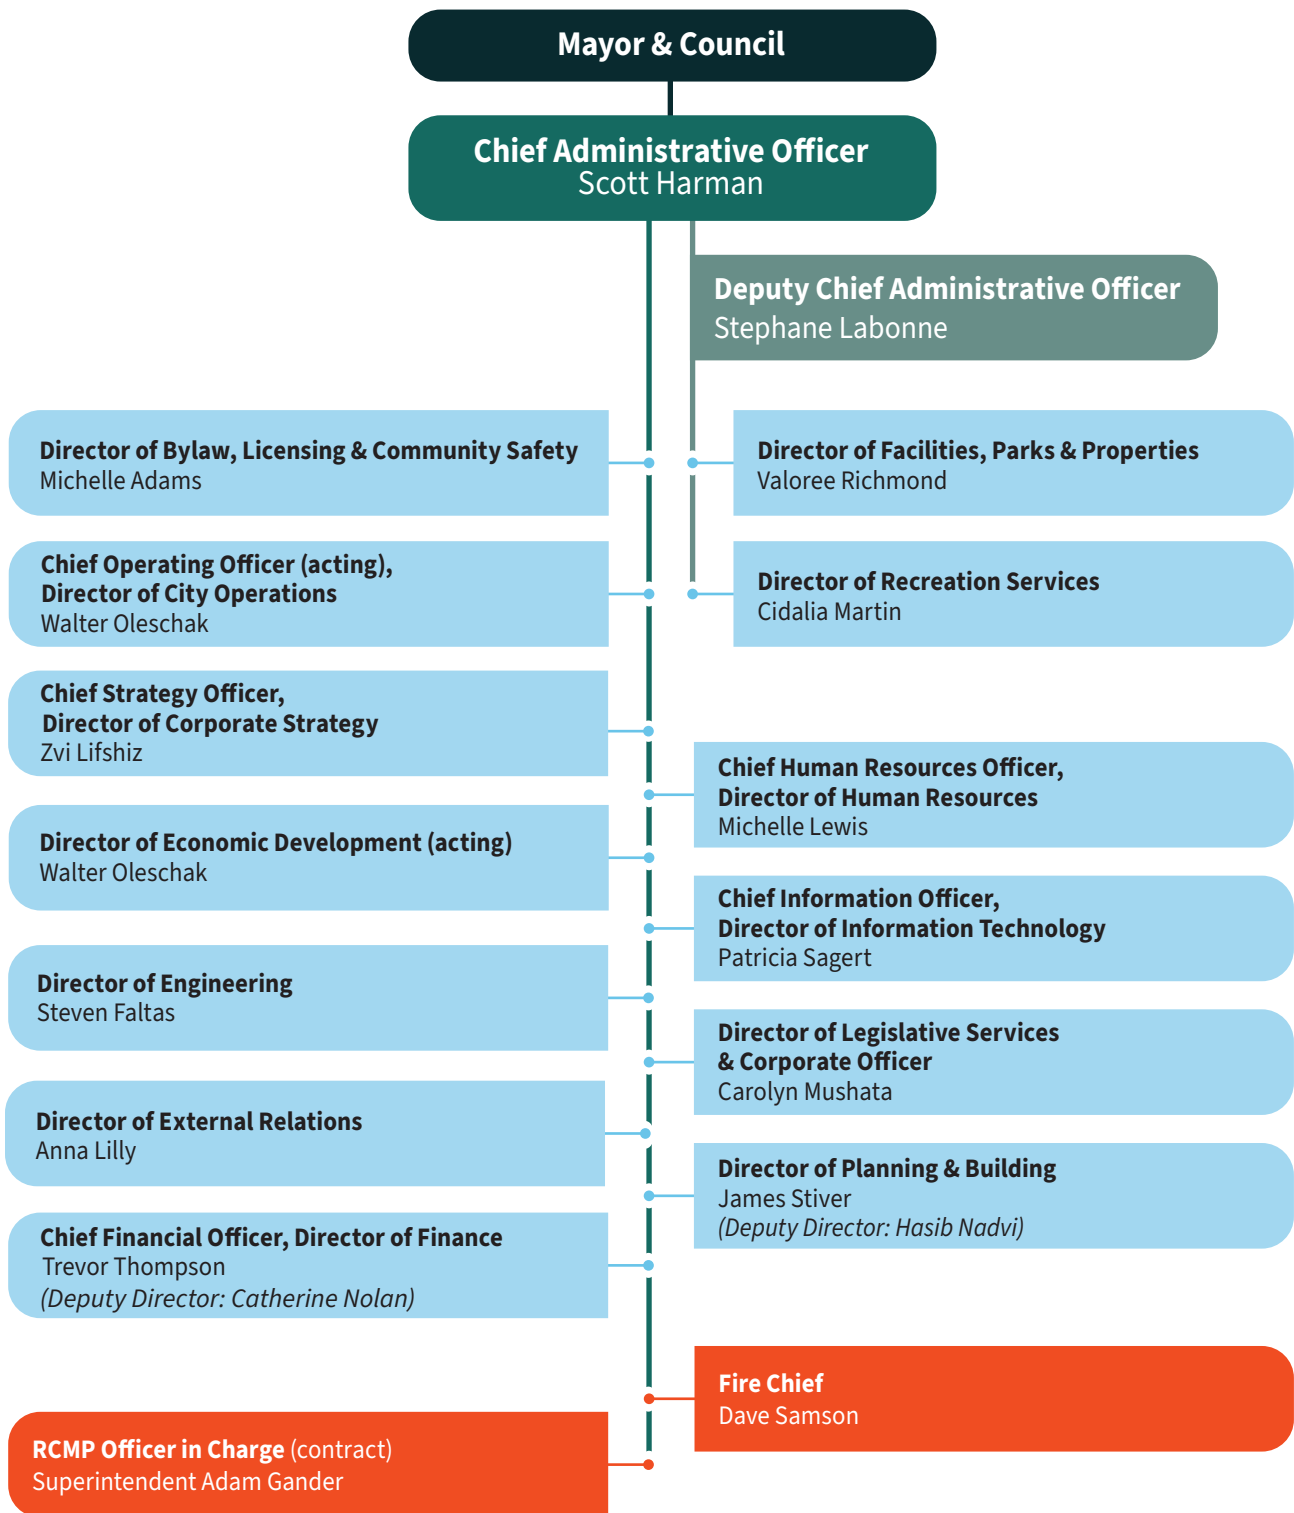 Mayor & Council
Chief Administrative Officer
Scott Harman
Deputy Chief Administrative Officer
Stephane Labonne
Director of Bylaw, Licensing & Community Safety
Michelle Adams
Director of Facilities, Parks & Properties
Valoree Richmond
Chief Operating Officer (acting),
Director of City Operations
Walter Oleschak
Director of Recreation Services
Cidalia Martin
Chief Strategy Officer,
Director of Corporate Strategy
Zvi Lifshiz
Chief Human Resources Officer,
Director of Human Resources
Michelle Lewis
Director of Economic Development (acting)
Walter Oleschak
Chief Information Officer,
Director of Information Technology
Patricia Sagert
Director of Engineering
Steven Faltas
Director of Legislative Services
& Corporate Officer
Carolyn Mushata
Director of External Relations
Anna Lilly
Director of Planning & Building
James Stiver
(Deputy Director: Hasib Nadvi)
Chief Financial Officer, Director of Finance
Trevor Thompson
(Deputy Director: Catherine Nolan)
Fire Chief
Dave Samson
RCMP Officer in Charge (contract)
Superintendent Adam Gander